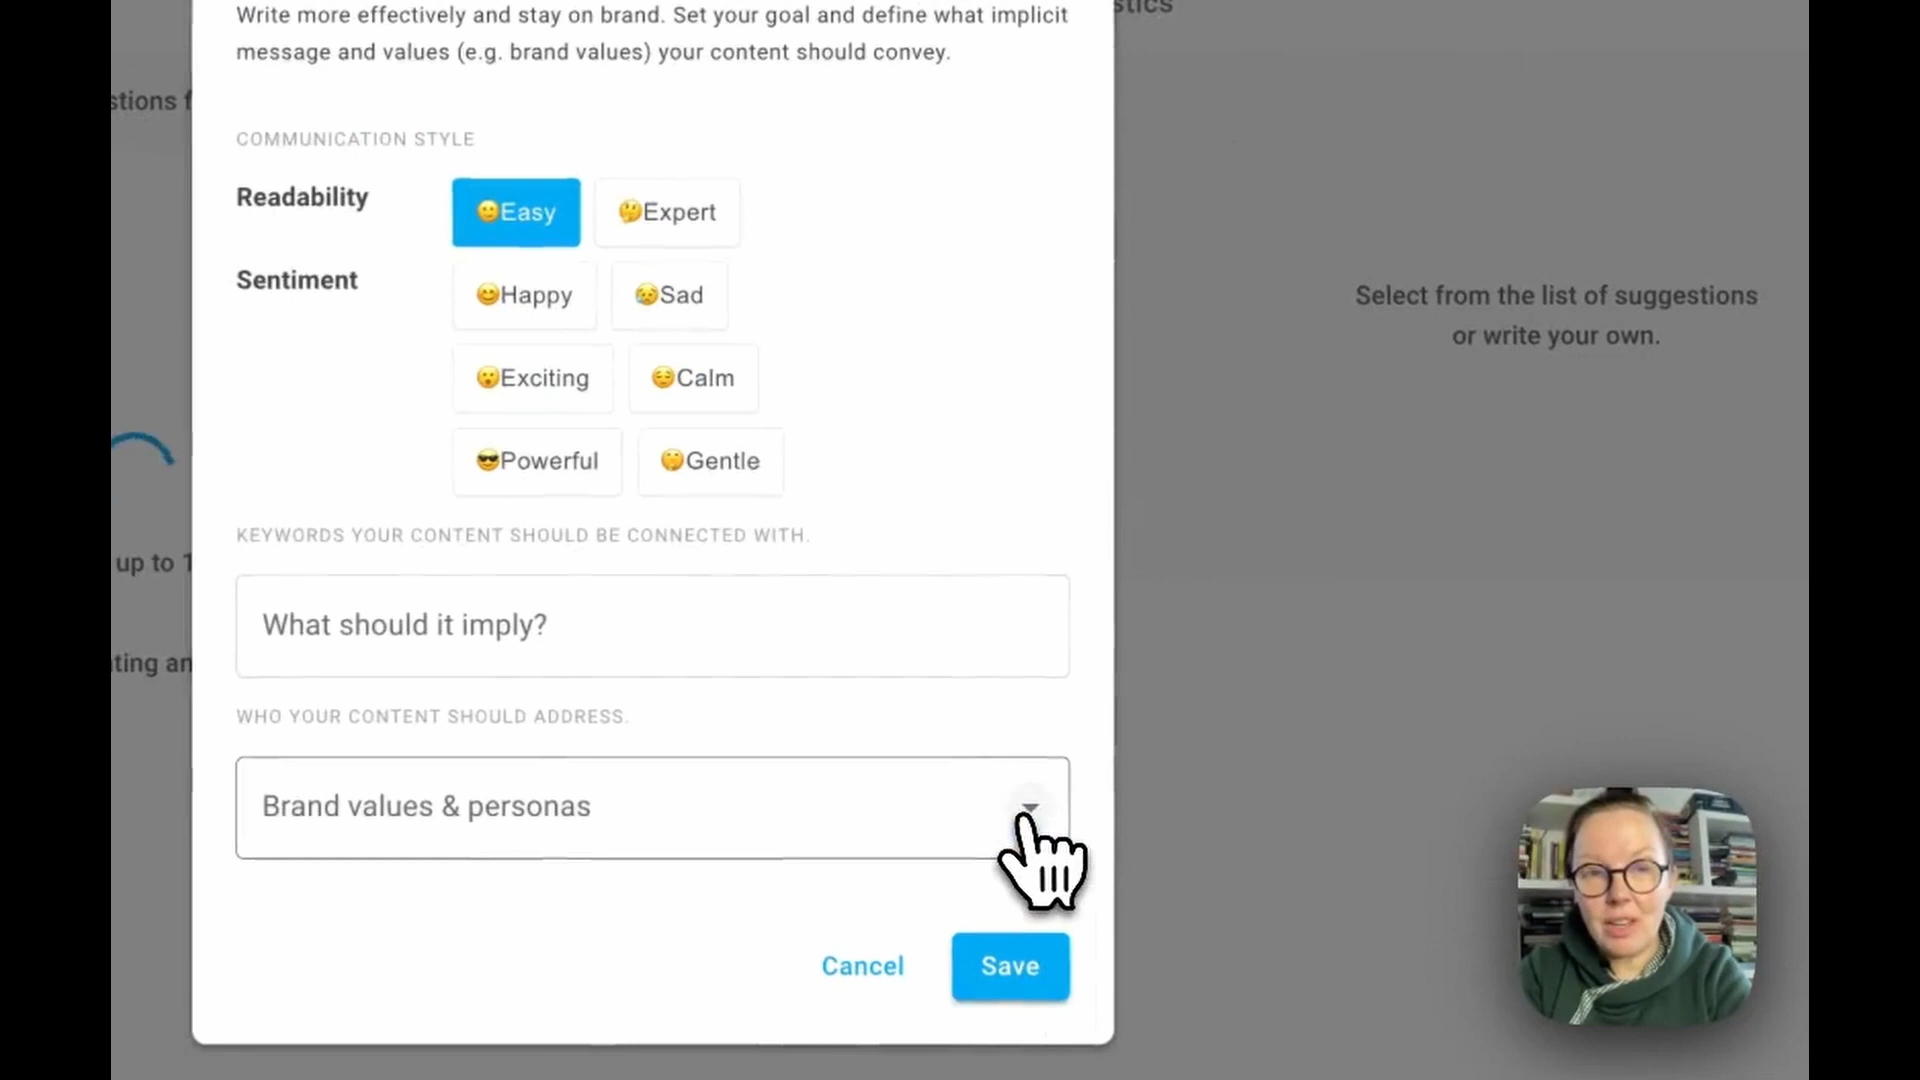 Write more effectively and stay on brand. Set your goal and define what implicit
message and values (e.g. brand values) your content should convey.
COMMUNICATION STYLE
Readability
Easy
Expert
Sentiment
Happy
Sad
Exciting
Calm
Powerful
Gentle
KEYWORDS YOUR CONTENT SHOULD BE CONNECTED WITH.
What should it imply?
WHO YOUR CONTENT SHOULD ADDRESS.
Brand values & personas
Cancel
Save
Select from the list of suggestions
or write your own.
up to 1